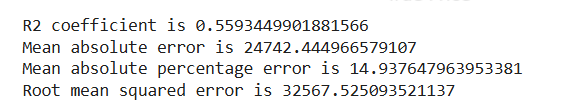 R2 coefficient is 0.5593449901881566
Mean absolute error is 24742.444966579107
Mean absolute percentage error is 14.937647963953381
Root mean squared error is 32567.525093521137